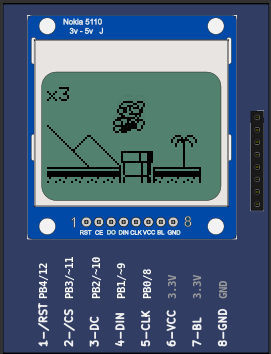 Nokia 5110
3v - 5v J
x3
1 8
RST CE DO DIN CLK VCC BL GND
1-/RST PB4/12
2-/CS PB3/~11
3-DC PB2/~10
4-DIN PB1/~9
5-CLK PB0/8
6-VCC 3.3V
7-BL 3.3V
8-GND GND